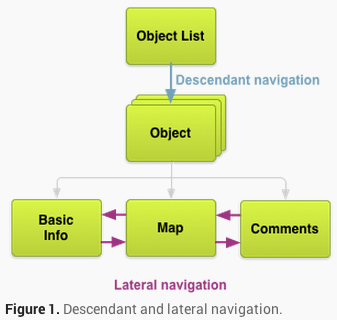 Object List
Descendant navigation
Object
Basic
Info
Map
Comments
Lateral navigation
Figure 1. Descendant and lateral navigation.